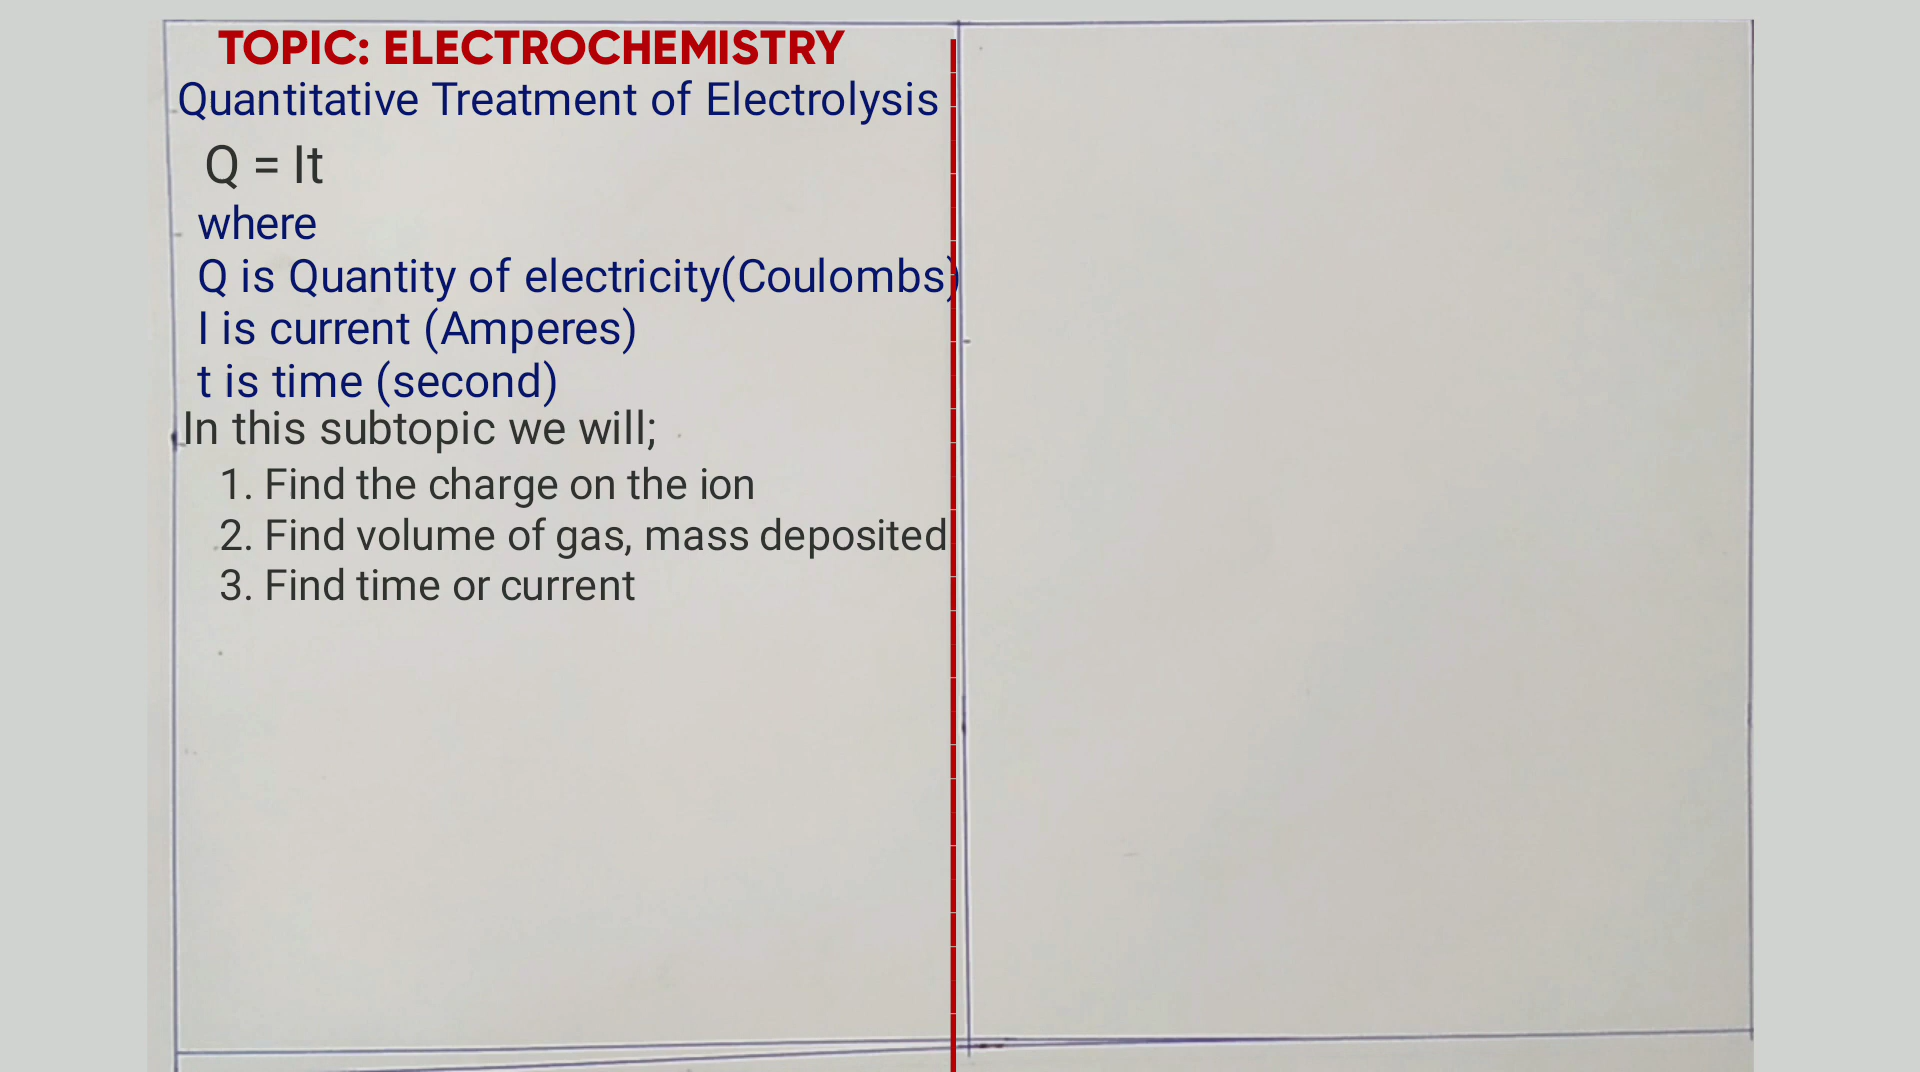 TOPIC: ELECTROCHEMISTRY
Quantitative Treatment of Electrolysis
Q = It
where
Q is Quantity of electricity(Coulombs)
I is current (Amperes)
t is time (second)
In this subtopic we will;
1. Find the charge on the ion
2. Find volume of gas, mass deposited
3. Find time or current